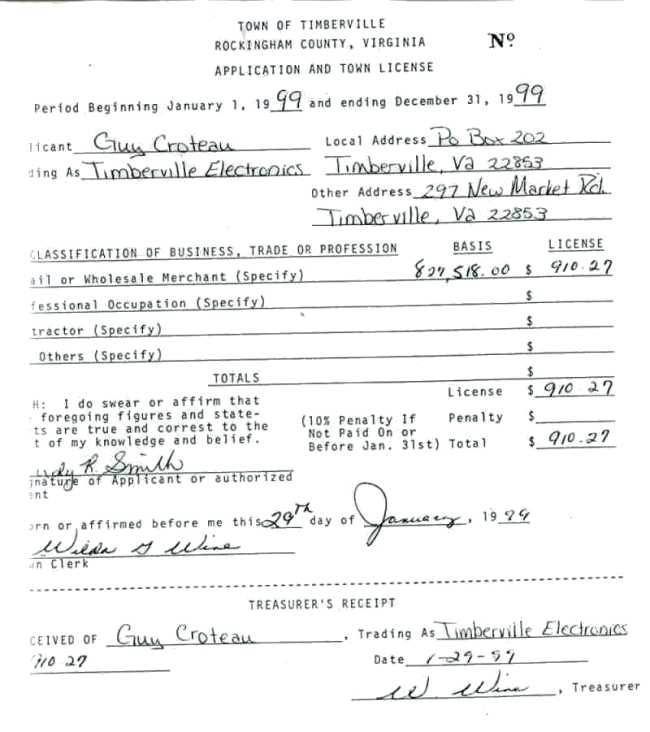 TOWN OF TIMBERVILLE
ROCKINGHAM COUNTY, VIRGINIA Nº
APPLICATION AND TOWN LICENSE
Period Beginning January 1, 1999 and ending December 31, 1999
licant Guy Croteau Local Address Po Box 202
ding As Timberville Electronics Timberville, Va 22853
Other Address 297 New Market Rd.
Timberville, Va 22853
CLASSIFICATION OF BUSINESS, TRADE OR PROFESSION BASIS LICENSE
ail or Wholesale Merchant (Specify) 827,518.00 $ 910.27
fessional Occupation (Specify) $
tractor (Specify) $
Others (Specify) $
TOTALS $
License $ 910 27
H: I do swear or affirm that
foregoing figures and state- (10% Penalty If Penalty $
ts are true and correst to the Not Paid On or
t of my knowledge and belief. Before Jan. 31st) Total $ 910.27
R. Smith
gnature of Applicant or authorized
ent
orn or affirmed before me this 29th day of January, 1999
Wilda G Wine
wn Clerk
TREASURER'S RECEIPT
CEIVED OF Guy Croteau, Trading As Timberville Electronics
910 27 Date 1-29-99
W. Wine, Treasurer